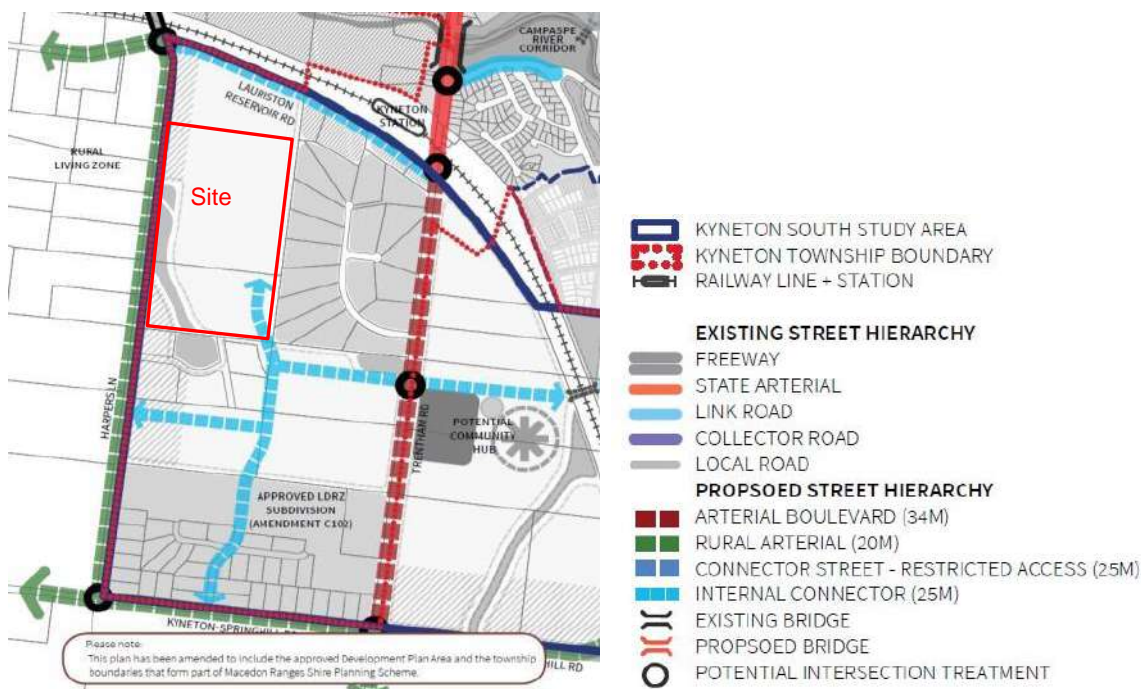 CAMPASPE
RIVER
CORRIDOR
LAURISTON
RESERVOIR RD
KYNETON
STATION
RURAL
LIVING ZONE
Site
HARPERS LN
TRENTHAM RD
POTENTIAL
COMMUNITY
HUB
APPROVED LDRZ
SUBDIVISION
(AMENDMENT C102)
KYNETON-SPRINGHILL
HILL RD
Please note:
This plan has been amended to include the approved Development Plan Area and the township
boundaries that form part of Macedon Ranges Shire Planning Scheme.
KYNETON SOUTH STUDY AREA
KYNETON TOWNSHIP BOUNDARY
RAILWAY LINE + STATION
EXISTING STREET HIERARCHY
FREEWAY
STATE ARTERIAL
LINK ROAD
COLLECTOR ROAD
LOCAL ROAD
PROPSOED STREET HIERARCHY
ARTERIAL BOULEVARD (34M)
RURAL ARTERIAL (20M)
CONNECTOR STREET - RESTRICTED ACCESS (25M)
INTERNAL CONNECTOR (25M)
EXISTING BRIDGE
PROPSOED BRIDGE
POTENTIAL INTERSECTION TREATMENT